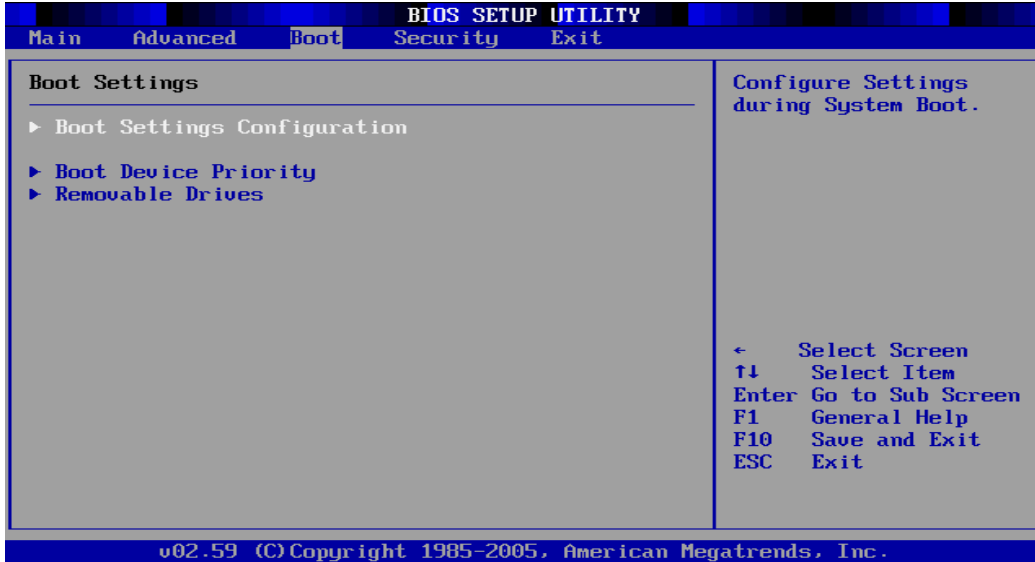 BIOS SETUP UTILITY
Main Advanced Boot Security Exit
Boot Settings
▶ Boot Settings Configuration
▶ Boot Device Priority
▶ Removable Drives
Configure Settings
during System Boot.
← Select Screen
↑↓ Select Item
Enter Go to Sub Screen
F1 General Help
F10 Save and Exit
ESC Exit
v02.59 (C)Copyright 1985-2005, American Megatrends, Inc.